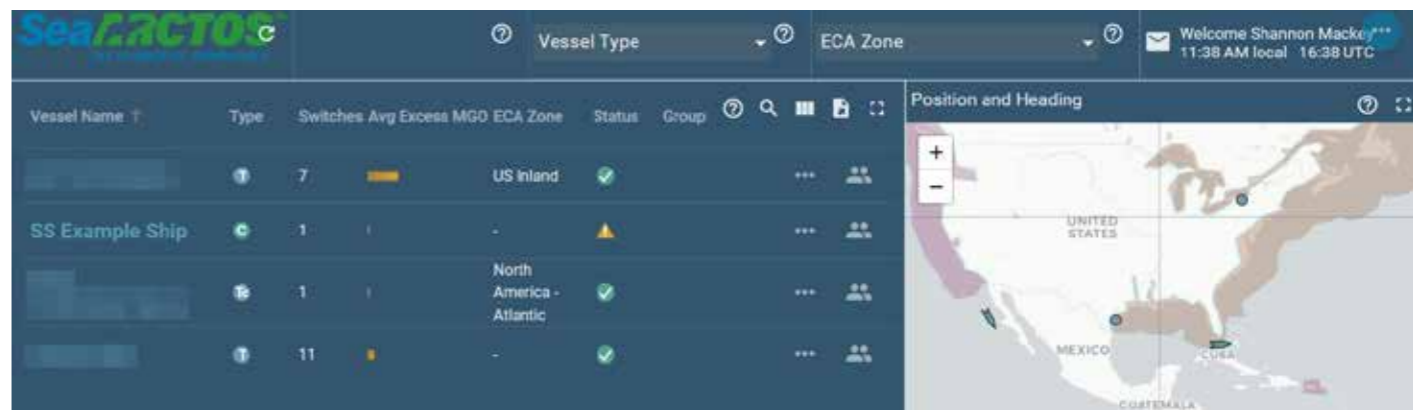 SeaARCTOS
Vessel Type
ECA Zone
Welcome Shannon Mackey
11:38 AM local 16:38 UTC
Vessel Name ↑ Type Switches Avg Excess MGO ECA Zone Status Group
T 7 US Inland
SS Example Ship C 1 -
Tc 1 North
America -
Atlantic
T 11 -
Position and Heading
+
−
UNITED
STATES
MEXICO
CUBA
GUATEMALA